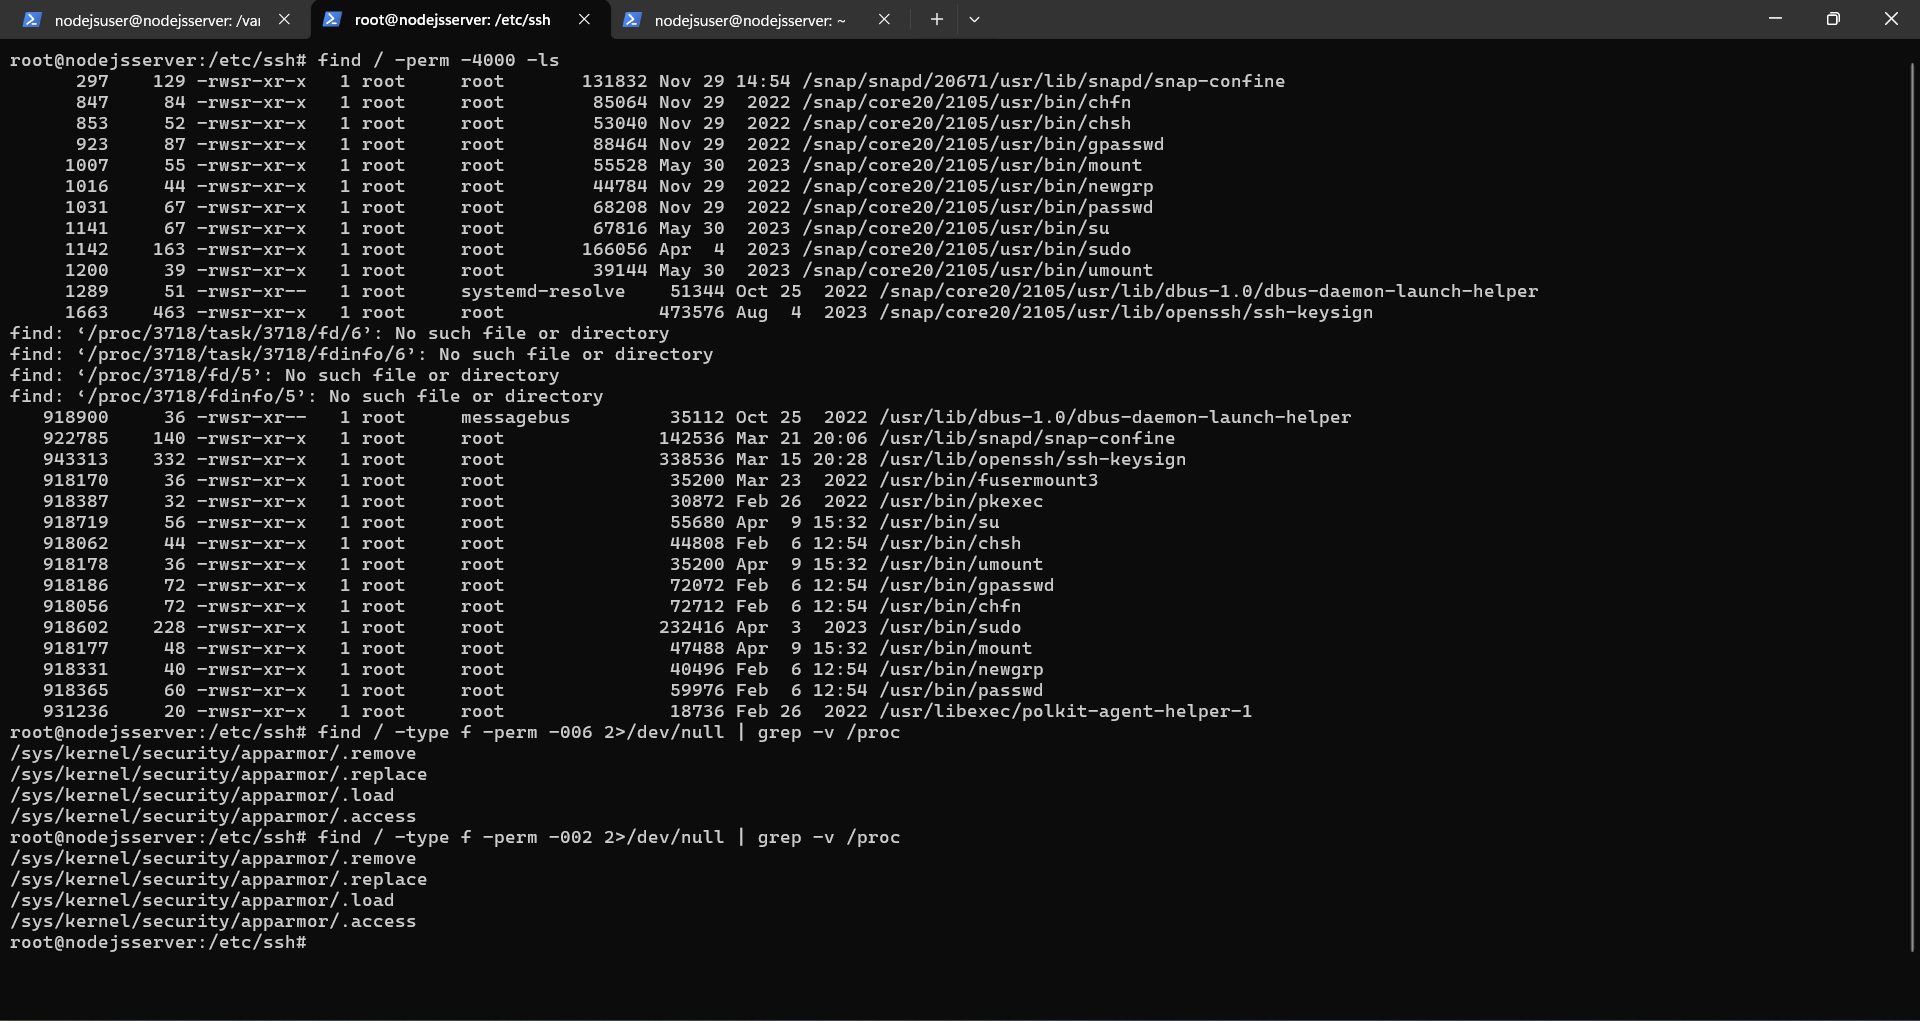 nodejsuser@nodejsserver: /var
root@nodejsserver: /etc/ssh
nodejsuser@nodejsserver: ~
root@nodejsserver:/etc/ssh# find / -perm -4000 -ls
297 129 -rwsr-xr-x 1 root root 131832 Nov 29 14:54 /snap/snapd/20671/usr/lib/snapd/snap-confine
847 84 -rwsr-xr-x 1 root root 85064 Nov 29 2022 /snap/core20/2105/usr/bin/chfn
853 52 -rwsr-xr-x 1 root root 53040 Nov 29 2022 /snap/core20/2105/usr/bin/chsh
923 87 -rwsr-xr-x 1 root root 88464 Nov 29 2022 /snap/core20/2105/usr/bin/gpasswd
1007 55 -rwsr-xr-x 1 root root 55528 May 30 2023 /snap/core20/2105/usr/bin/mount
1016 44 -rwsr-xr-x 1 root root 44784 Nov 29 2022 /snap/core20/2105/usr/bin/newgrp
1031 67 -rwsr-xr-x 1 root root 68208 Nov 29 2022 /snap/core20/2105/usr/bin/passwd
1141 67 -rwsr-xr-x 1 root root 67816 May 30 2023 /snap/core20/2105/usr/bin/su
1142 163 -rwsr-xr-x 1 root root 166056 Apr 4 2023 /snap/core20/2105/usr/bin/sudo
1200 39 -rwsr-xr-x 1 root root 39144 May 30 2023 /snap/core20/2105/usr/bin/umount
1289 51 -rwsr-xr-- 1 root systemd-resolve 51344 Oct 25 2022 /snap/core20/2105/usr/lib/dbus-1.0/dbus-daemon-launch-helper
1663 463 -rwsr-xr-x 1 root root 473576 Aug 4 2023 /snap/core20/2105/usr/lib/openssh/ssh-keysign
find: ‘/proc/3718/task/3718/fd/6’: No such file or directory
find: ‘/proc/3718/task/3718/fdinfo/6’: No such file or directory
find: ‘/proc/3718/fd/5’: No such file or directory
find: ‘/proc/3718/fdinfo/5’: No such file or directory
918900 36 -rwsr-xr-- 1 root messagebus 35112 Oct 25 2022 /usr/lib/dbus-1.0/dbus-daemon-launch-helper
922785 140 -rwsr-xr-x 1 root root 142536 Mar 21 20:06 /usr/lib/snapd/snap-confine
943313 332 -rwsr-xr-x 1 root root 338536 Mar 15 20:28 /usr/lib/openssh/ssh-keysign
918170 36 -rwsr-xr-x 1 root root 35200 Mar 23 2022 /usr/bin/fusermount3
918387 32 -rwsr-xr-x 1 root root 30872 Feb 26 2022 /usr/bin/pkexec
918719 56 -rwsr-xr-x 1 root root 55680 Apr 9 15:32 /usr/bin/su
918062 44 -rwsr-xr-x 1 root root 44808 Feb 6 12:54 /usr/bin/chsh
918178 36 -rwsr-xr-x 1 root root 35200 Apr 9 15:32 /usr/bin/umount
918186 72 -rwsr-xr-x 1 root root 72072 Feb 6 12:54 /usr/bin/gpasswd
918056 72 -rwsr-xr-x 1 root root 72712 Feb 6 12:54 /usr/bin/chfn
918602 228 -rwsr-xr-x 1 root root 232416 Apr 3 2023 /usr/bin/sudo
918177 48 -rwsr-xr-x 1 root root 47488 Apr 9 15:32 /usr/bin/mount
918331 40 -rwsr-xr-x 1 root root 40496 Feb 6 12:54 /usr/bin/newgrp
918365 60 -rwsr-xr-x 1 root root 59976 Feb 6 12:54 /usr/bin/passwd
931236 20 -rwsr-xr-x 1 root root 18736 Feb 26 2022 /usr/libexec/polkit-agent-helper-1
root@nodejsserver:/etc/ssh# find / -type f -perm -006 2>/dev/null | grep -v /proc
/sys/kernel/security/apparmor/.remove
/sys/kernel/security/apparmor/.replace
/sys/kernel/security/apparmor/.load
/sys/kernel/security/apparmor/.access
root@nodejsserver:/etc/ssh# find / -type f -perm -002 2>/dev/null | grep -v /proc
/sys/kernel/security/apparmor/.remove
/sys/kernel/security/apparmor/.replace
/sys/kernel/security/apparmor/.load
/sys/kernel/security/apparmor/.access
root@nodejsserver:/etc/ssh#